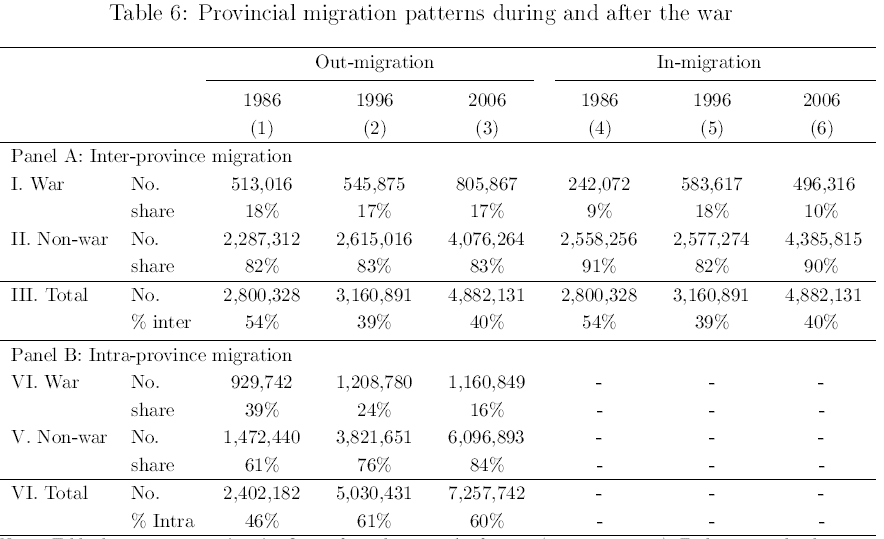 Table 6: Provincial migration patterns during and after the war
Out-migration In-migration
1986 1996 2006 1986 1996 2006
(1) (2) (3) (4) (5) (6)
Panel A: Inter-province migration
I. War No. 513,016 545,875 805,867 242,072 583,617 496,316
share 18% 17% 17% 9% 18% 10%
II. Non-war No. 2,287,312 2,615,016 4,076,264 2,558,256 2,577,274 4,385,815
share 82% 83% 83% 91% 82% 90%
III. Total No. 2,800,328 3,160,891 4,882,131 2,800,328 3,160,891 4,882,131
% inter 54% 39% 40% 54% 39% 40%
Panel B: Intra-province migration
VI. War No. 929,742 1,208,780 1,160,849 - - -
share 39% 24% 16% - - -
V. Non-war No. 1,472,440 3,821,651 6,096,893 - - -
share 61% 76% 84% - - -
VI. Total No. 2,402,182 5,030,431 7,257,742 - - -
% Intra 46% 61% 60% - - -